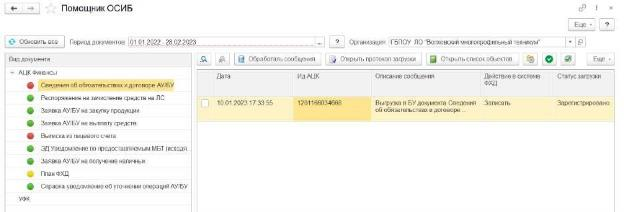 Помощник ОСИБ
Еще
?
Обновить все
Период документов:
01.01.2022 - 28.02.2023
...
?
Организация:
ГБПОУ ЛО "Волховский многопрофильный техникум"
Вид документа
АЦК Финансы
Сведения об обязательствах и договоре АУ/БУ
Распоряжение на зачисление средств на ЛС
Заявка АУ/БУ на закупку продукции
Заявка АУ/БУ на выплату средств
Выписка из лицевого счета
ЭД Уведомление по предоставляемым МБТ (исходя...
Заявка АУ/БУ на получение наличных
План ФХД
Справка уведомление об уточнении операций АУ/БУ
УФК
Обработать сообщения
Открыть протокол загрузки
Открыть список объектов
Еще
Дата
Ид АЦК
Описание сообщения
Действие в системе ФХД
Статус загрузки
10.01.2023 17:33:55
Выгрузка в БУ документа Сведения об обязательствах и договоре ...
Записать
Зарегистрировано